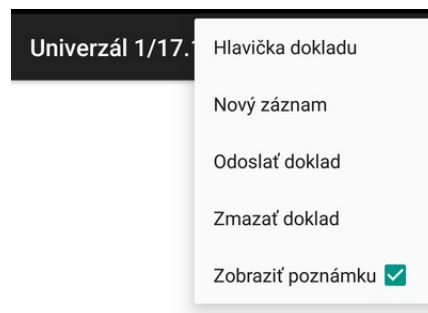 Univerzál 1/17.
Hlavička dokladu
Nový záznam
Odoslať doklad
Zmazať doklad
Zobraziť poznámku